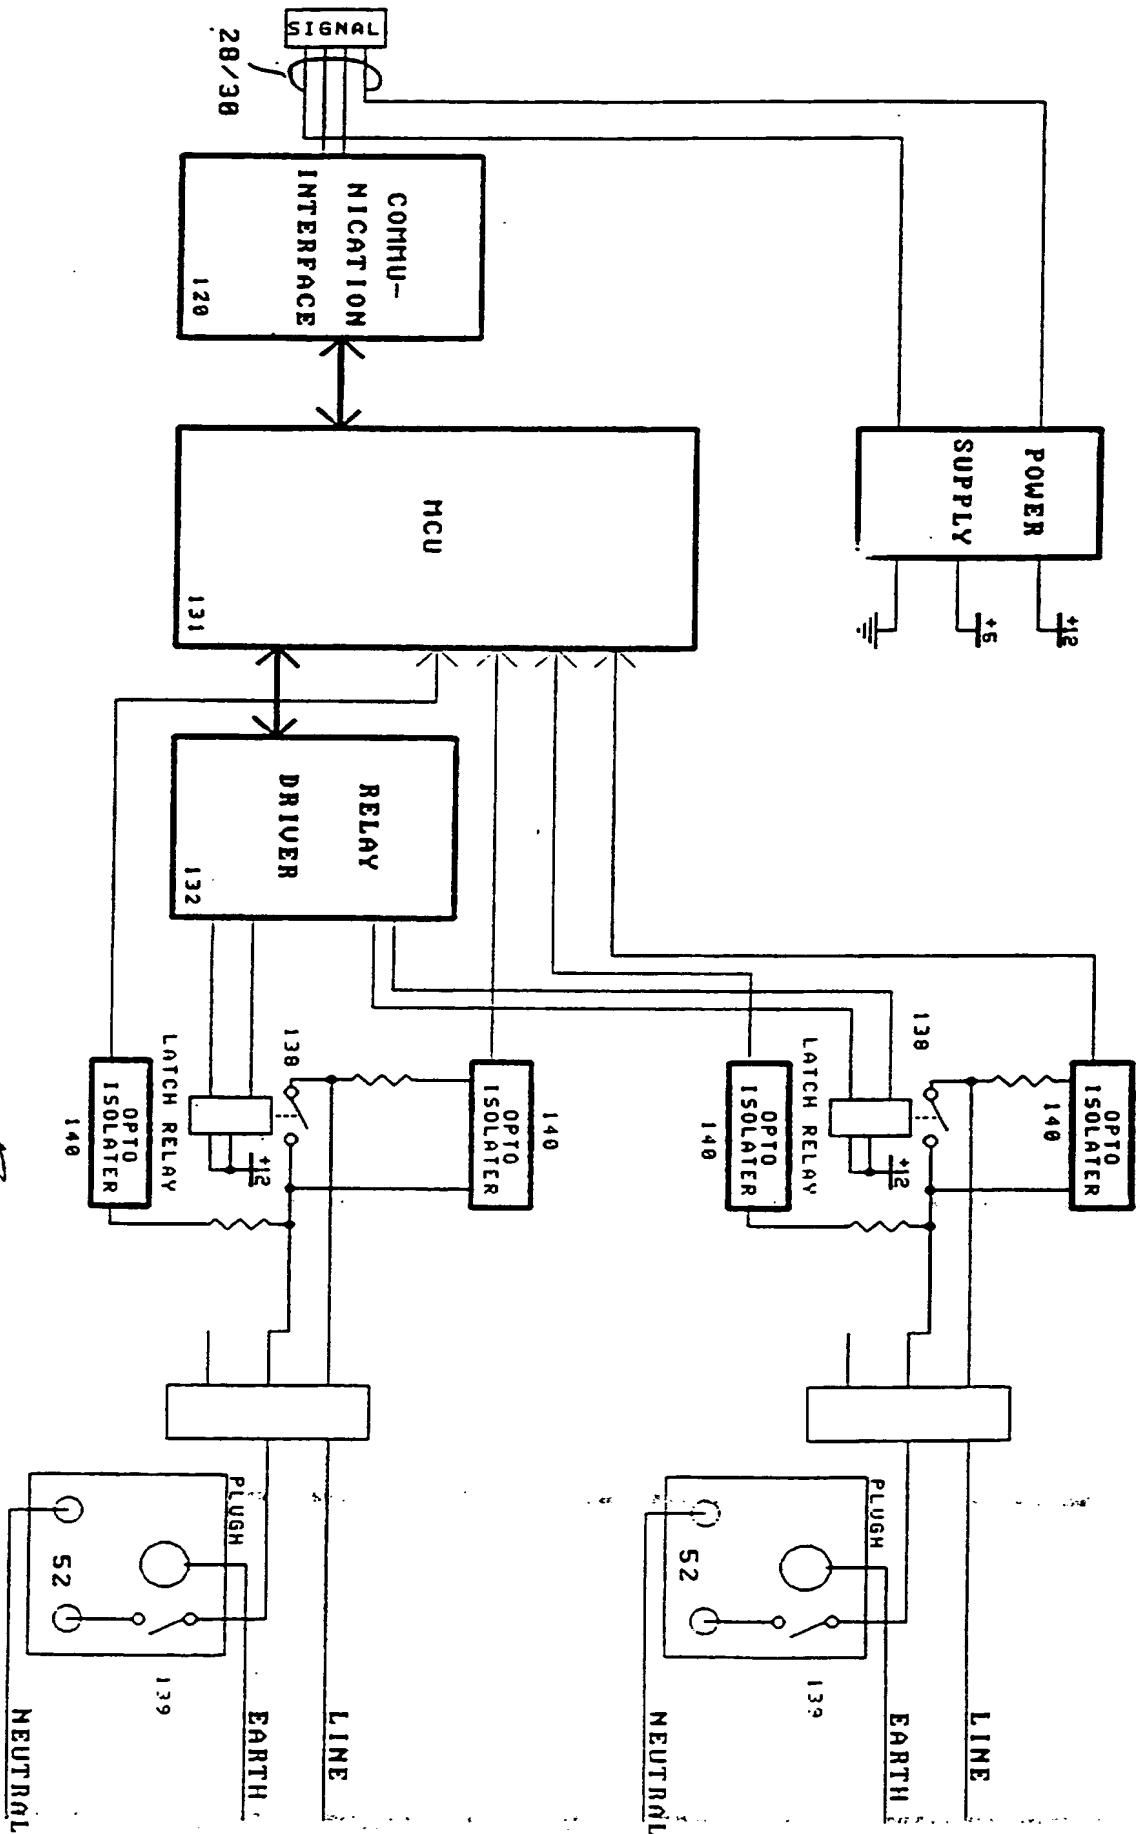 SIGNAL
28/30
COMMU-
NICATION
INTERFACE
120
POWER
SUPPLY
+12
+5
MCU
131
RELAY
DRIVER
132
OPTO
ISOLATER
140
138
LATCH RELAY
+12
OPTO
ISOLATER
140
OPTO
ISOLATER
140
138
LATCH RELAY
+12
OPTO
ISOLATER
140
PLUGH
52
139
LINE
EARTH
NEUTRAL
PLUGH
52
139
LINE
EARTH
NEUTRAL